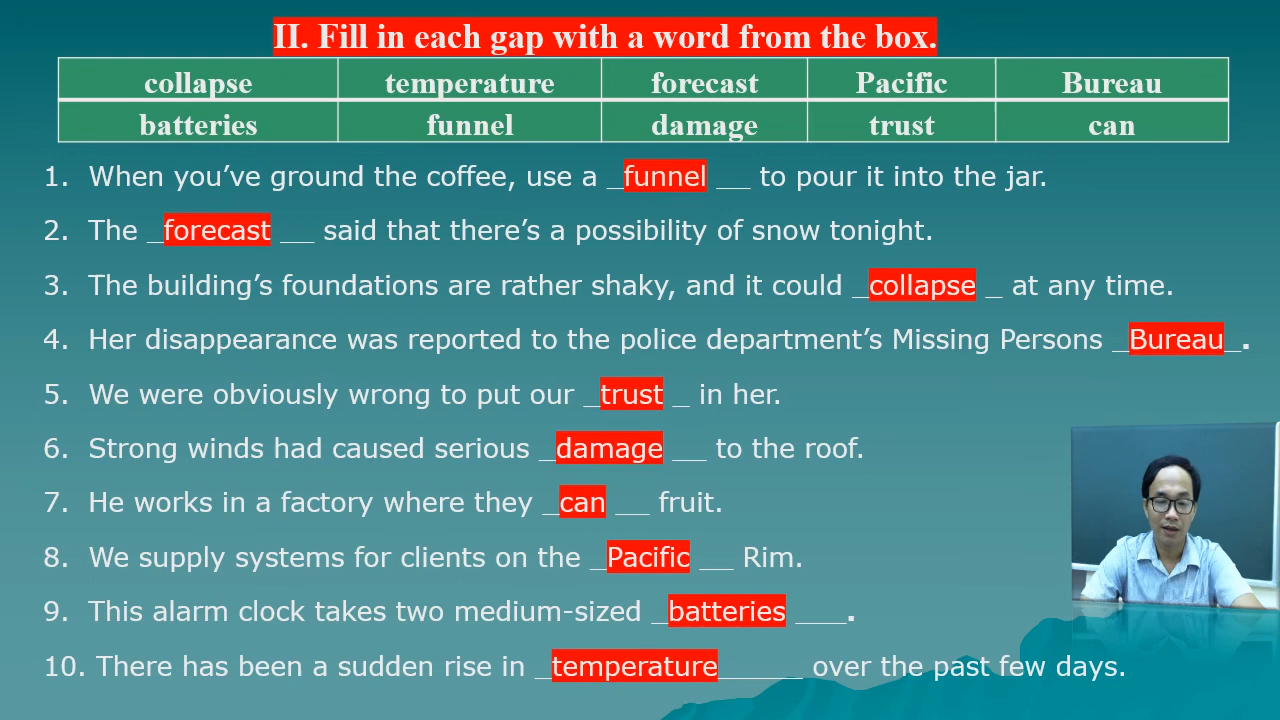 II. Fill in each gap with a word from the box.
collapse temperature forecast Pacific Bureau
batteries funnel damage trust can
1. When you’ve ground the coffee, use a _funnel __ to pour it into the jar.
2. The _forecast __ said that there’s a possibility of snow tonight.
3. The building’s foundations are rather shaky, and it could _collapse _ at any time.
4. Her disappearance was reported to the police department’s Missing Persons _Bureau_.
5. We were obviously wrong to put our _trust _ in her.
6. Strong winds had caused serious _damage __ to the roof.
7. He works in a factory where they _can __ fruit.
8. We supply systems for clients on the _Pacific __ Rim.
9. This alarm clock takes two medium-sized _batteries ___.
10. There has been a sudden rise in _temperature_____ over the past few days.